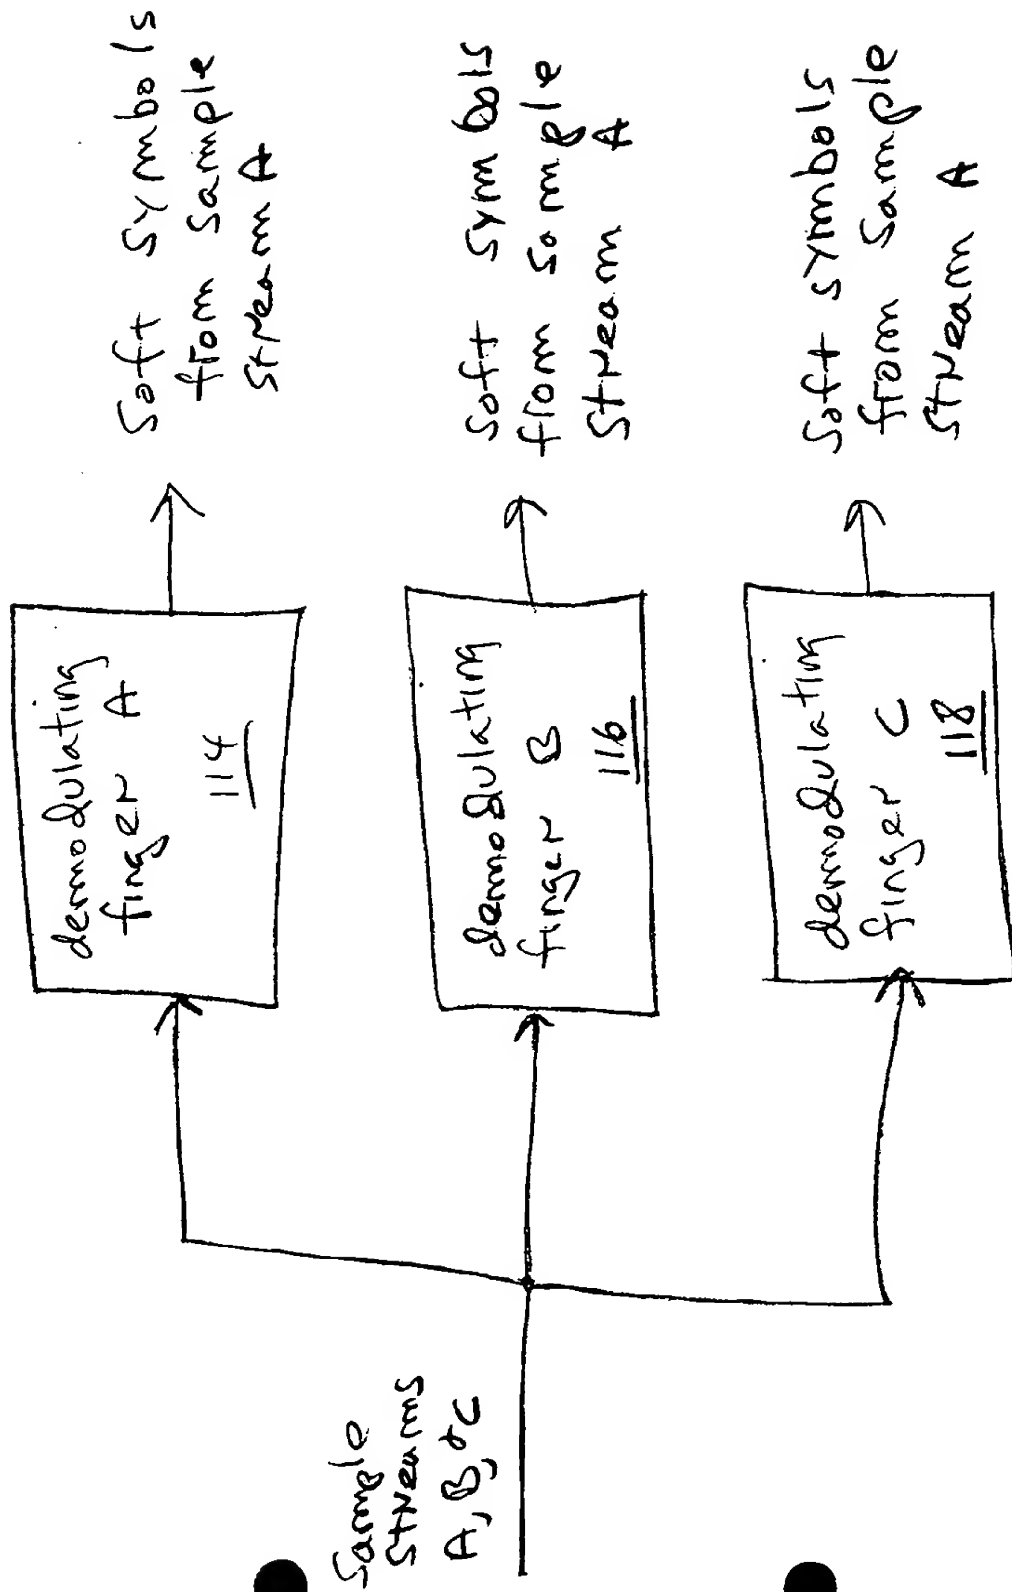 Sample
Streams
A, B, & C
demodulating
finger A
114
Soft Symbols
from Sample
Stream A
demodulating
finger B
116
Soft Symbols
from Sample
Stream A
demodulating
finger C
118
Soft Symbols
from Sample
Stream A